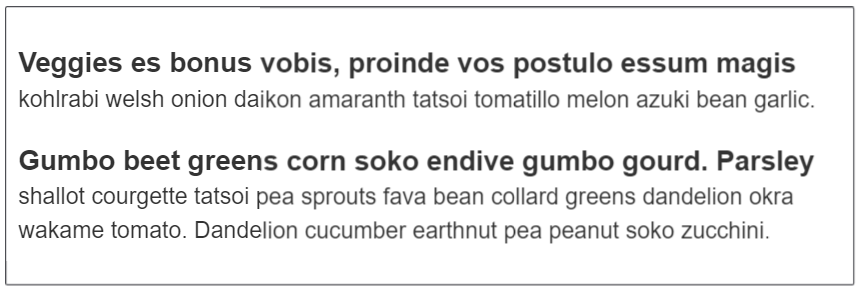 Veggies es bonus vobis, proinde vos postulo essum magis
kohlrabi welsh onion daikon amaranth tatsoi tomatillo melon azuki bean garlic.
Gumbo beet greens corn soko endive gumbo gourd. Parsley
shallot courgette tatsoi pea sprouts fava bean collard greens dandelion okra
wakame tomato. Dandelion cucumber earthnut pea peanut soko zucchini.